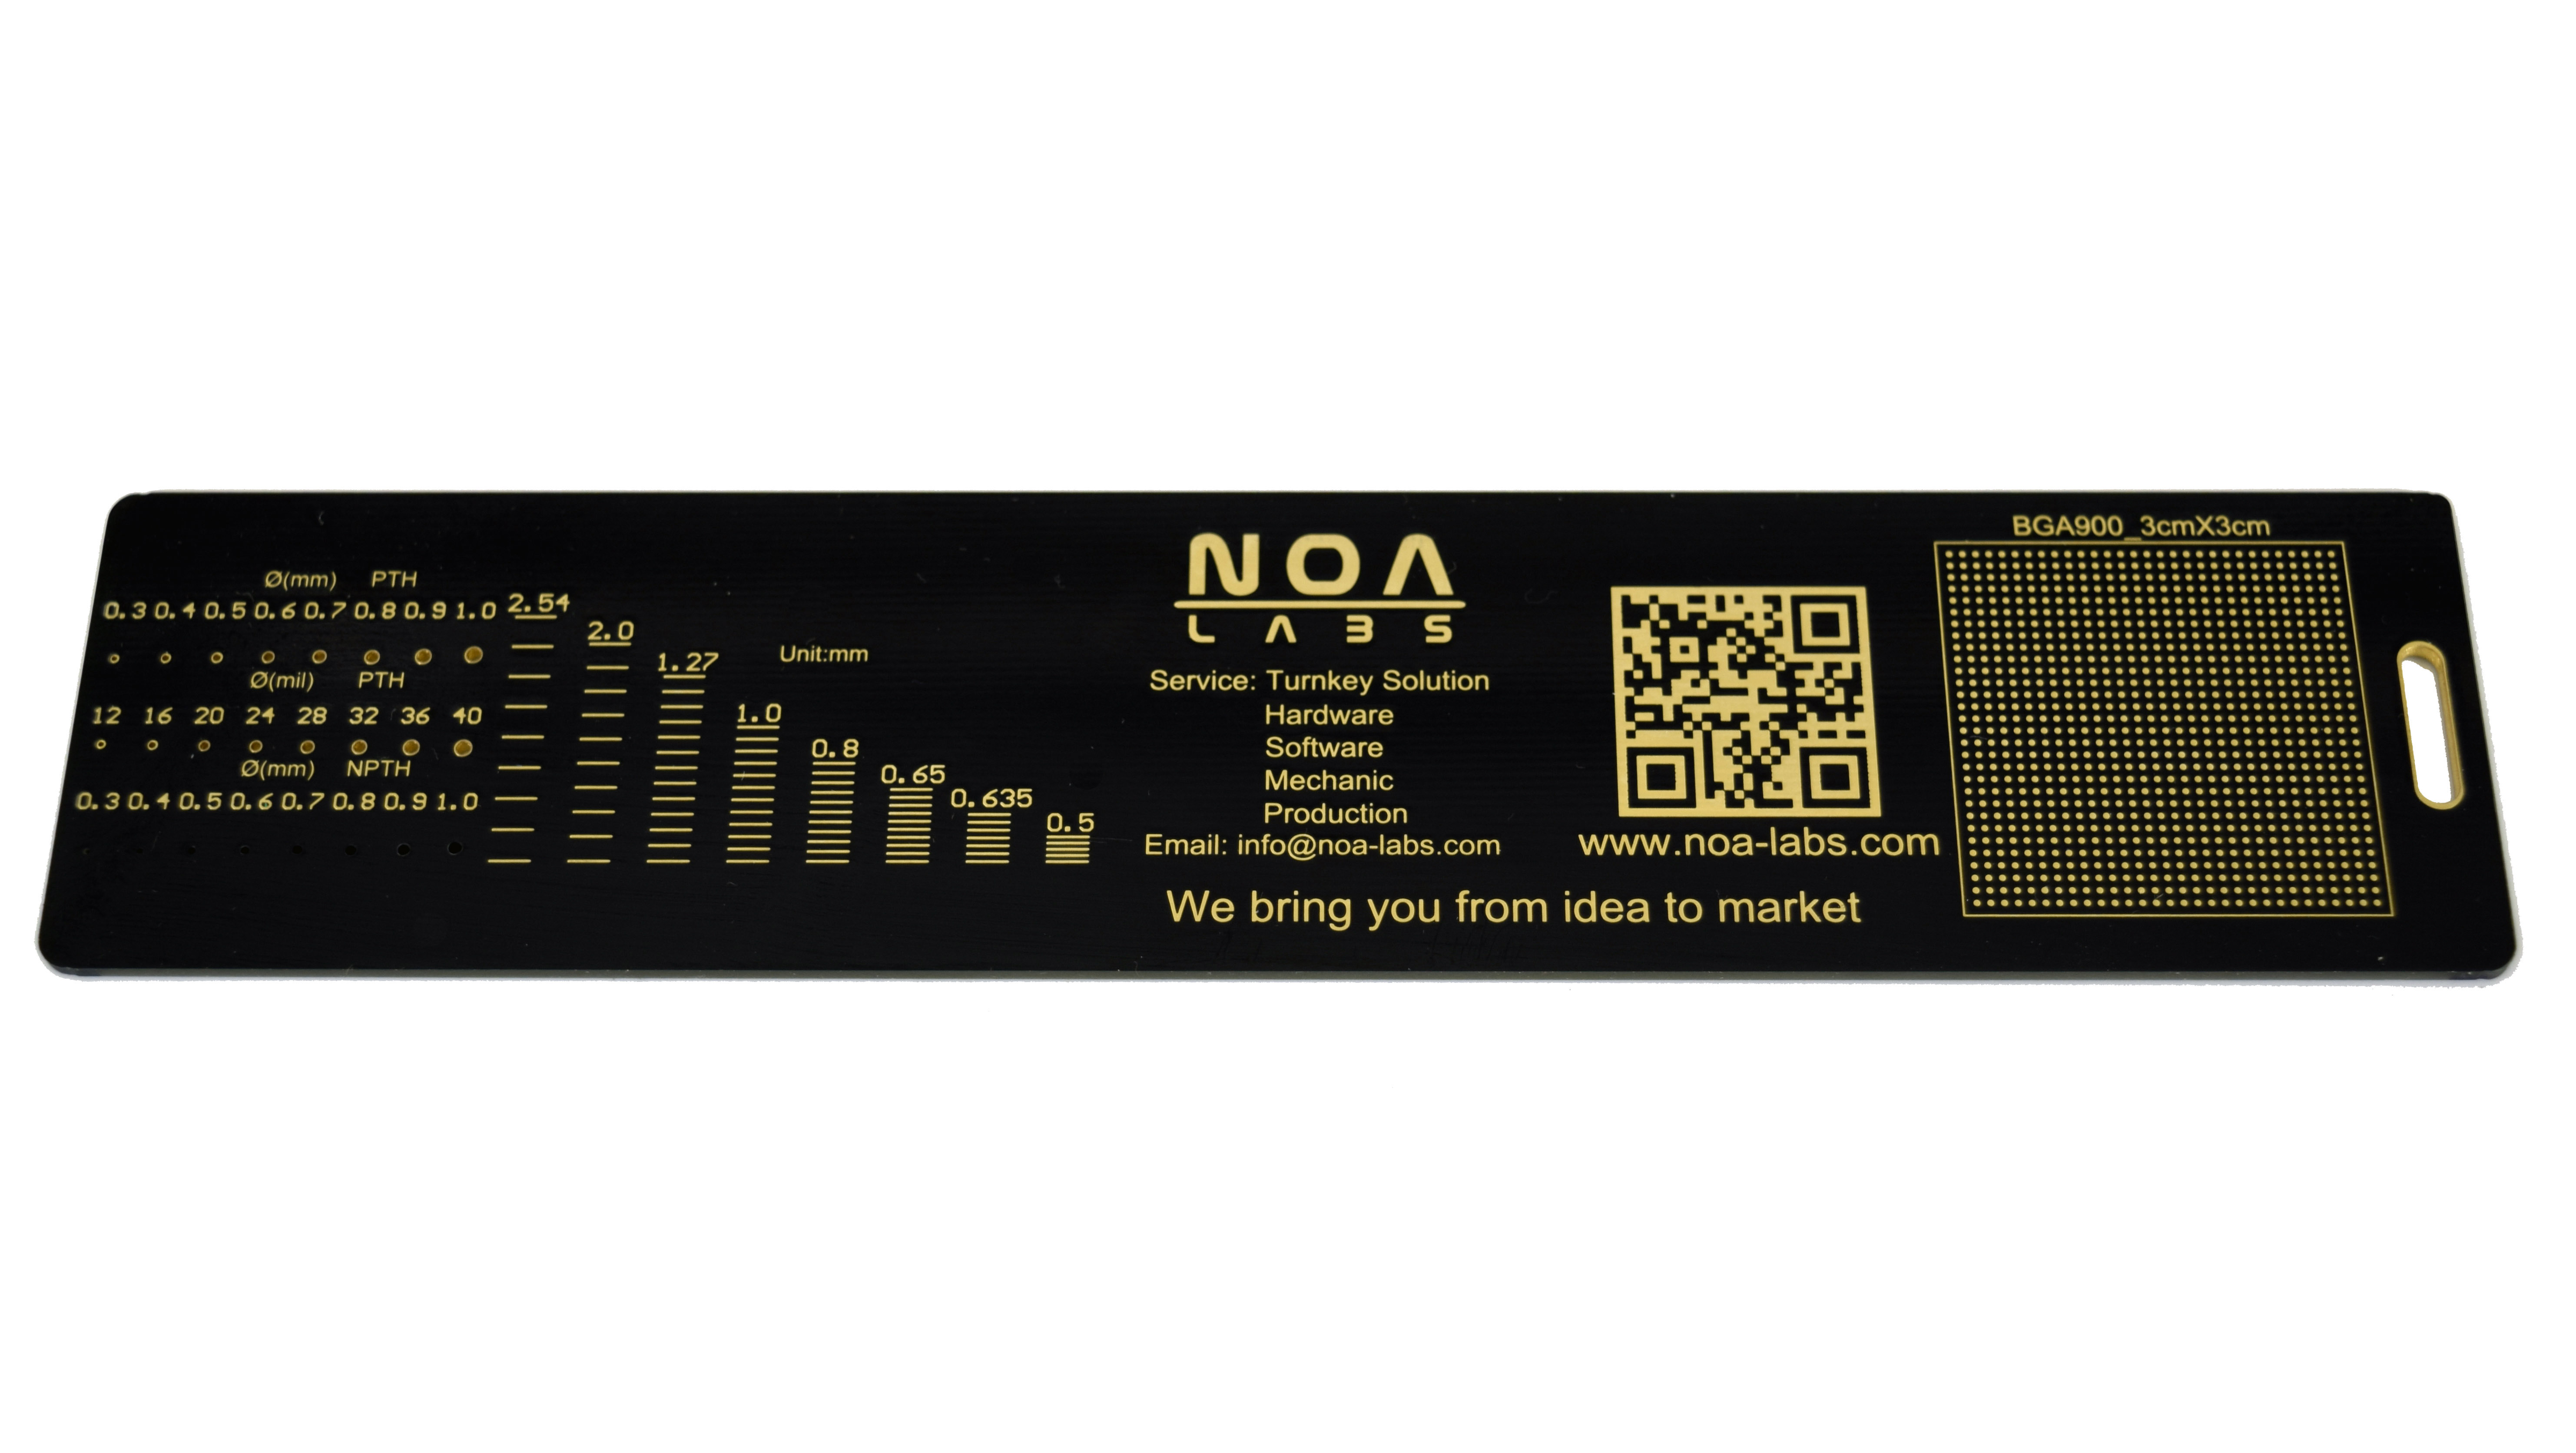 Ø(mm) PTH
0.3 0.4 0.5 0.6 0.7 0.8 0.9 1.0
Ø(mil) PTH
12 16 20 24 28 32 36 40
Ø(mm) NPTH
0.3 0.4 0.5 0.6 0.7 0.8 0.9 1.0
2.54
2.0
1.27
1.0
0.8
0.65
0.635
0.5
Unit:mm
NOA
LABS
Service: Turnkey Solution
Hardware
Software
Mechanic
Production
Email: info@noa-labs.com
www.noa-labs.com
We bring you from idea to market
BGA900_3cmX3cm